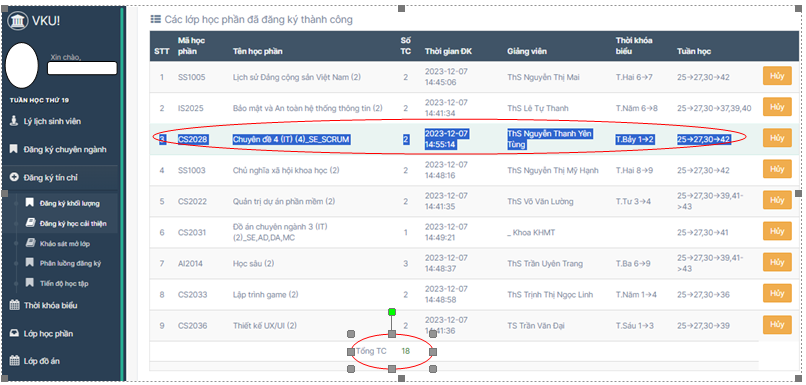 VKU!
Xin chào,
TUẦN HỌC THỨ 19
Lý lịch sinh viên
Đăng ký chuyên ngành
Đăng ký tín chỉ
Đăng ký khối lượng
Đăng ký học cải thiện
Khảo sát mở lớp
Phân luồng đăng ký
Tiến độ học tập
Thời khóa biểu
Lớp học phần
Lớp đồ án
Các lớp học phần đã đăng ký thành công
STT Mã học phần Tên học phần Số TC Thời gian ĐK Giảng viên Thời khóa biểu Tuần học
1 SS1005 Lịch sử Đảng cộng sản Việt Nam (2) 2 2023-12-07 14:45:06 ThS Nguyễn Thị Mai T.Hai 6->7 25->27,30->42 Hủy
2 IS2025 Bảo mật và An toàn hệ thống thông tin (2) 2 2023-12-07 14:41:34 ThS Lê Tự Thanh T.Năm 6->8 25->27,30->37,39,40 Hủy
3 CS2028 Chuyên đề 4 (IT) (4)_SE_SCRUM 2 2023-12-07 14:55:14 ThS Nguyễn Thanh Yên Tùng T.Bảy 1->2 25->27,30->42 Hủy
4 SS1003 Chủ nghĩa xã hội khoa học (2) 2 2023-12-07 14:48:16 ThS Nguyễn Thị Mỹ Hạnh T.Hai 8->9 25->27,30->42 Hủy
5 CS2022 Quản trị dự án phần mềm (2) 2 2023-12-07 14:41:35 ThS Võ Văn Lường T.Tư 3->4 25->27,30->39,41->43 Hủy
6 CS2031 Đồ án chuyên ngành 3 (IT) (2)_SE,AD,DA,MC 1 2023-12-07 14:49:21 _ Khoa KHMT 25->27,30->41 Hủy
7 AI2014 Học sâu (2) 3 2023-12-07 14:48:37 ThS Trần Uyên Trang T.Ba 6->9 25->27,30->39,41->43 Hủy
8 CS2033 Lập trình game (2) 2 2023-12-07 14:48:58 ThS Trịnh Thị Ngọc Linh T.Năm 1->4 25->27,30->36 Hủy
9 CS2036 Thiết kế UX/UI (2) 2 2023-12-07 14:41:36 TS Trần Văn Đại T.Sáu 1->3 25->27,30->39 Hủy
Tổng TC 18